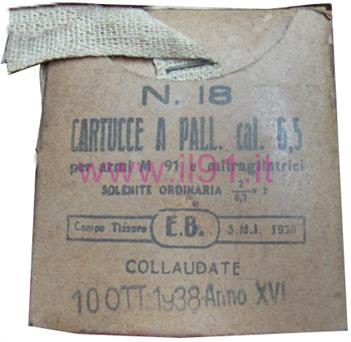 N. 18
CARTUCCE A PALL. cal. 6,5
per armi M 91 mitragliatrici
www.il91.it
SOLENITE ORDINARIA
Campo Tizzoro E.B. S.M.I. 1938
COLLAUDATE
10 OTT. 1938 Anno XVI